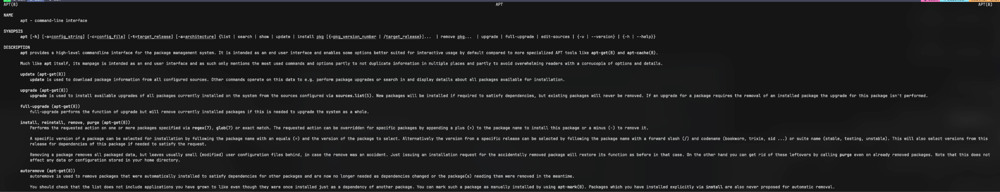 APT(8) APT APT(8)
NAME
apt - command-line interface
SYNOPSIS
apt [-h] [-o=config_string] [-c=config_file] [-t=target_release] [-a=architecture] {list | search | show | update | install pkg [{=pkg_version_number | /target_release}]... | remove pkg... | upgrade | full-upgrade | edit-sources | {-v | --version} | {-h | --help}}
DESCRIPTION
apt provides a high-level commandline interface for the package management system. It is intended as an end user interface and enables some options better suited for interactive usage by default compared to more specialized APT tools like apt-get(8) and apt-cache(8).
Much like apt itself, its manpage is intended as an end user interface and as such only mentions the most used commands and options partly to not duplicate information in multiple places and partly to avoid overwhelming readers with a cornucopia of options and details.
update (apt-get(8))
update is used to download package information from all configured sources. Other commands operate on this data to e.g. perform package upgrades or search in and display details about all packages available for installation.
upgrade (apt-get(8))
upgrade is used to install available upgrades of all packages currently installed on the system from the sources configured via sources.list(5). New packages will be installed if required to satisfy dependencies, but existing packages will never be removed. If an upgrade for a package requires the removal of an installed package the upgrade for this package isn't performed.
full-upgrade (apt-get(8))
full-upgrade performs the function of upgrade but will remove currently installed packages if this is needed to upgrade the system as a whole.
install, reinstall, remove, purge (apt-get(8))
Performs the requested action on one or more packages specified via regex(7), glob(7) or exact match. The requested action can be overridden for specific packages by appending a plus (+) to the package name to install this package or a minus (-) to remove it.
A specific version of a package can be selected for installation by following the package name with an equals (=) and the version of the package to select. Alternatively the version from a specific release can be selected by following the package name with a forward slash (/) and codename (bookworm, trixie, sid ...) or suite name (stable, testing, unstable). This will also select versions from this
release for dependencies of this package if needed to satisfy the request.
Removing a package removes all packaged data, but leaves usually small (modified) user configuration files behind, in case the remove was an accident. Just issuing an installation request for the accidentally removed package will restore its function as before in that case. On the other hand you can get rid of these leftovers by calling purge even on already removed packages. Note that this does not
affect any data or configuration stored in your home directory.
autoremove (apt-get(8))
autoremove is used to remove packages that were automatically installed to satisfy dependencies for other packages and are now no longer needed as dependencies changed or the package(s) needing them were removed in the meantime.
You should check that the list does not include applications you have grown to like even though they were once installed just as a dependency of another package. You can mark such a package as manually installed by using apt-mark(8). Packages which you have installed explicitly via install are also never proposed for automatic removal.